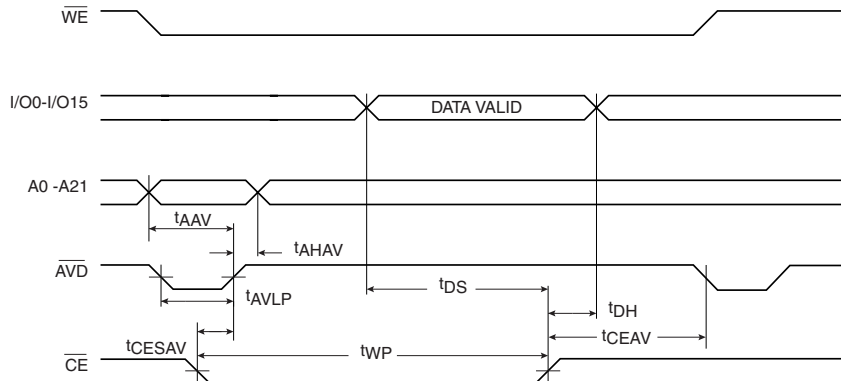 WE
I/O0-I/O15
DATA VALID
A0 -A21
tAAV
tAHAV
AVD
tDS
tAVLP
tDH
tCESAV
tWP
tCEAV
CE